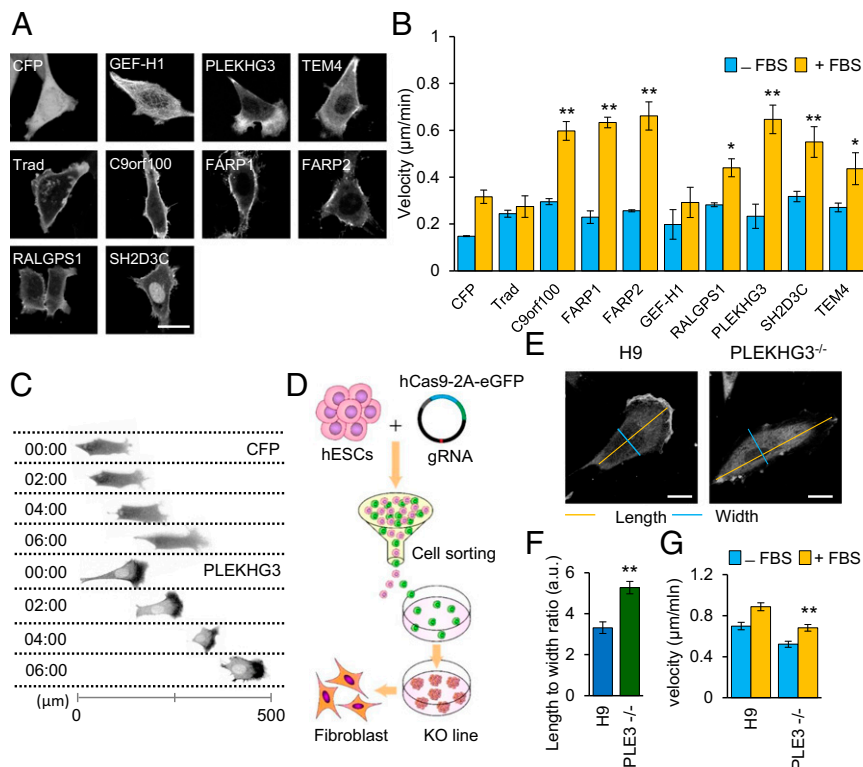 A
CFP
GEF-H1
PLEKHG3
TEM4
Trad
C9orf100
FARP1
FARP2
RALGPS1
SH2D3C
B
– FBS
+ FBS
Velocity (µm/min)
1
0.8
0.6
0.4
0.2
0
**
**
**
*
**
**
*
CFP
Trad
C9orf100
FARP1
FARP2
GEF-H1
RALGPS1
PLEKHG3
SH2D3C
TEM4
C
00:00
CFP
02:00
04:00
06:00
00:00
PLEKHG3
02:00
04:00
06:00
(µm)
0
500
D
hCas9-2A-eGFP
+
hESCs
gRNA
Cell sorting
Fibroblast
KO line
E
H9
PLEKHG3-/-
Length
Width
F
Length to width ratio (a.u.)
6
4
2
0
**
H9
PLE3 -/-
G
– FBS
+ FBS
velocity (µm/mln)
1.2
0.8
0.4
0
**
H9
PLE3 -/-